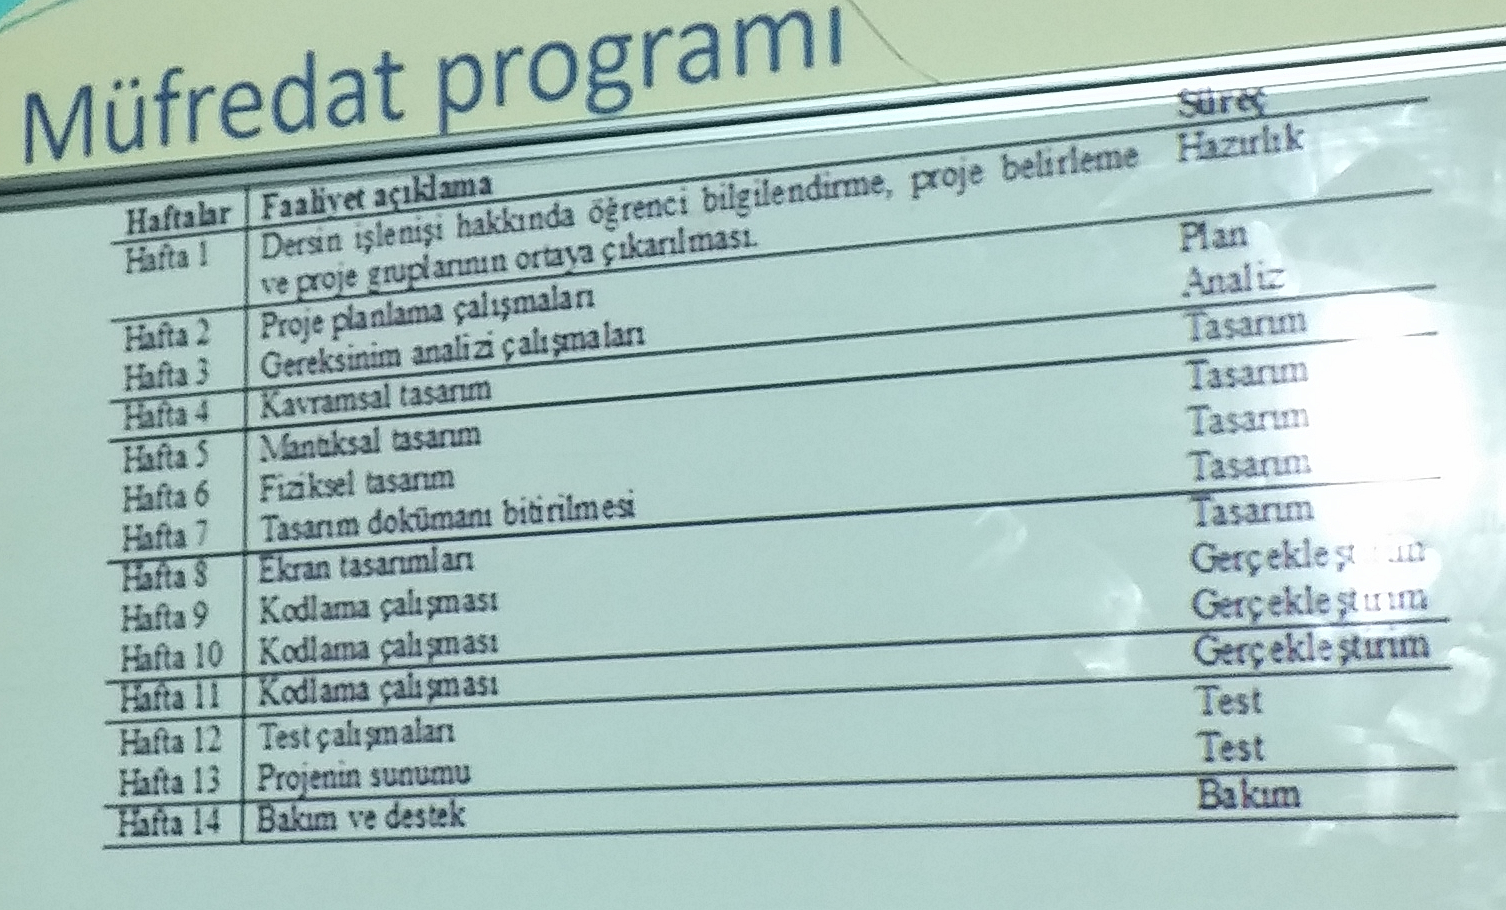 Müfredat programı
Haftalar Faaliyet açıklama Süreç
Hafta 1 Dersin işlenişi hakkında öğrenci bilgilendirme, proje belirleme Hazırlık
ve proje gruplarının ortaya çıkarılması.
Hafta 2 Proje planlama çalışmaları Plan
Hafta 3 Gereksinim analizi çalışmaları Analiz
Hafta 4 Kavramsal tasarım Tasarım
Hafta 5 Mantıksal tasarım Tasarım
Hafta 6 Fiziksel tasarım Tasarım
Hafta 7 Tasarım dokümanı bitirilmesi Tasarım
Hafta 8 Ekran tasarımları Tasarım
Hafta 9 Kodlama çalışması Gerçekleştirim
Hafta 10 Kodlama çalışması Gerçekleştirim
Hafta 11 Kodlama çalışması Gerçekleştirim
Hafta 12 Test çalışmaları Test
Hafta 13 Projenin sunumu Test
Hafta 14 Bakım ve destek Bakım